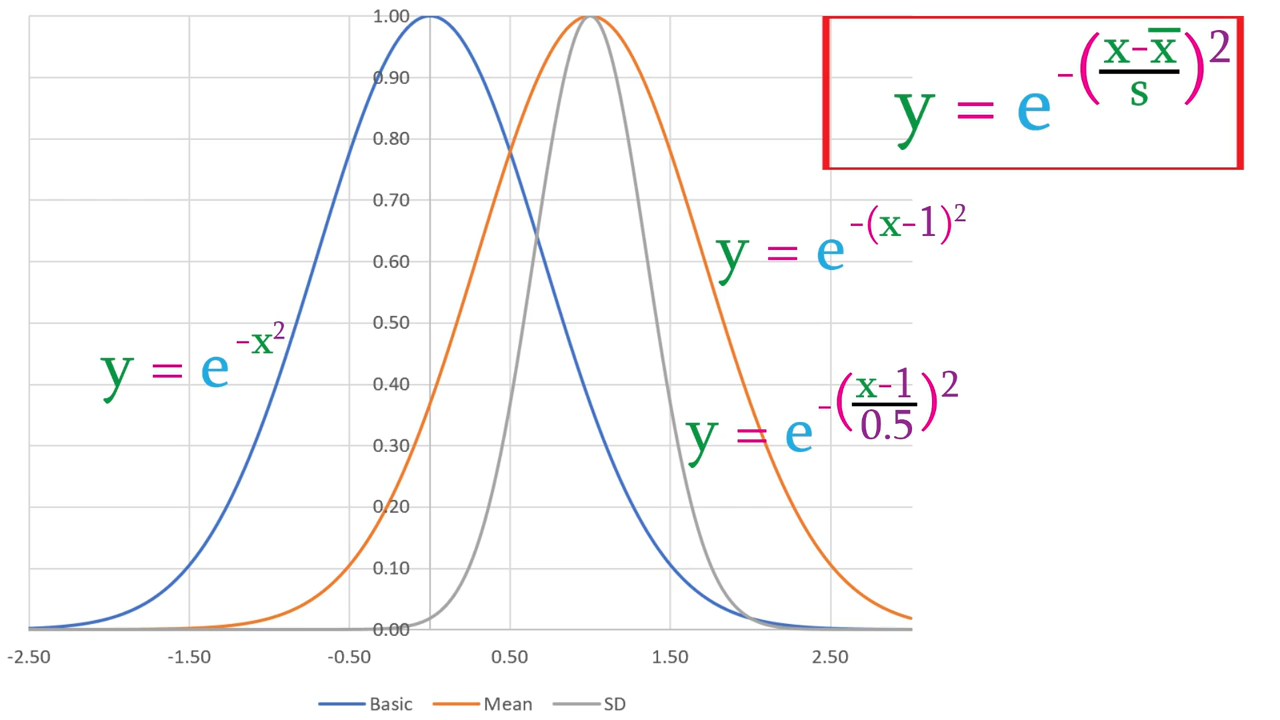 1.00
0.90
0.80
0.70
0.60
0.50
0.40
0.30
0.20
0.10
0.00
-2.50 -1.50 -0.50 0.50 1.50 2.50
y = e^-((x-x̅)/s)^2
y = e^-(x-1)^2
y = e^-x^2
y = e^-((x-1)/0.5)^2
Basic Mean SD